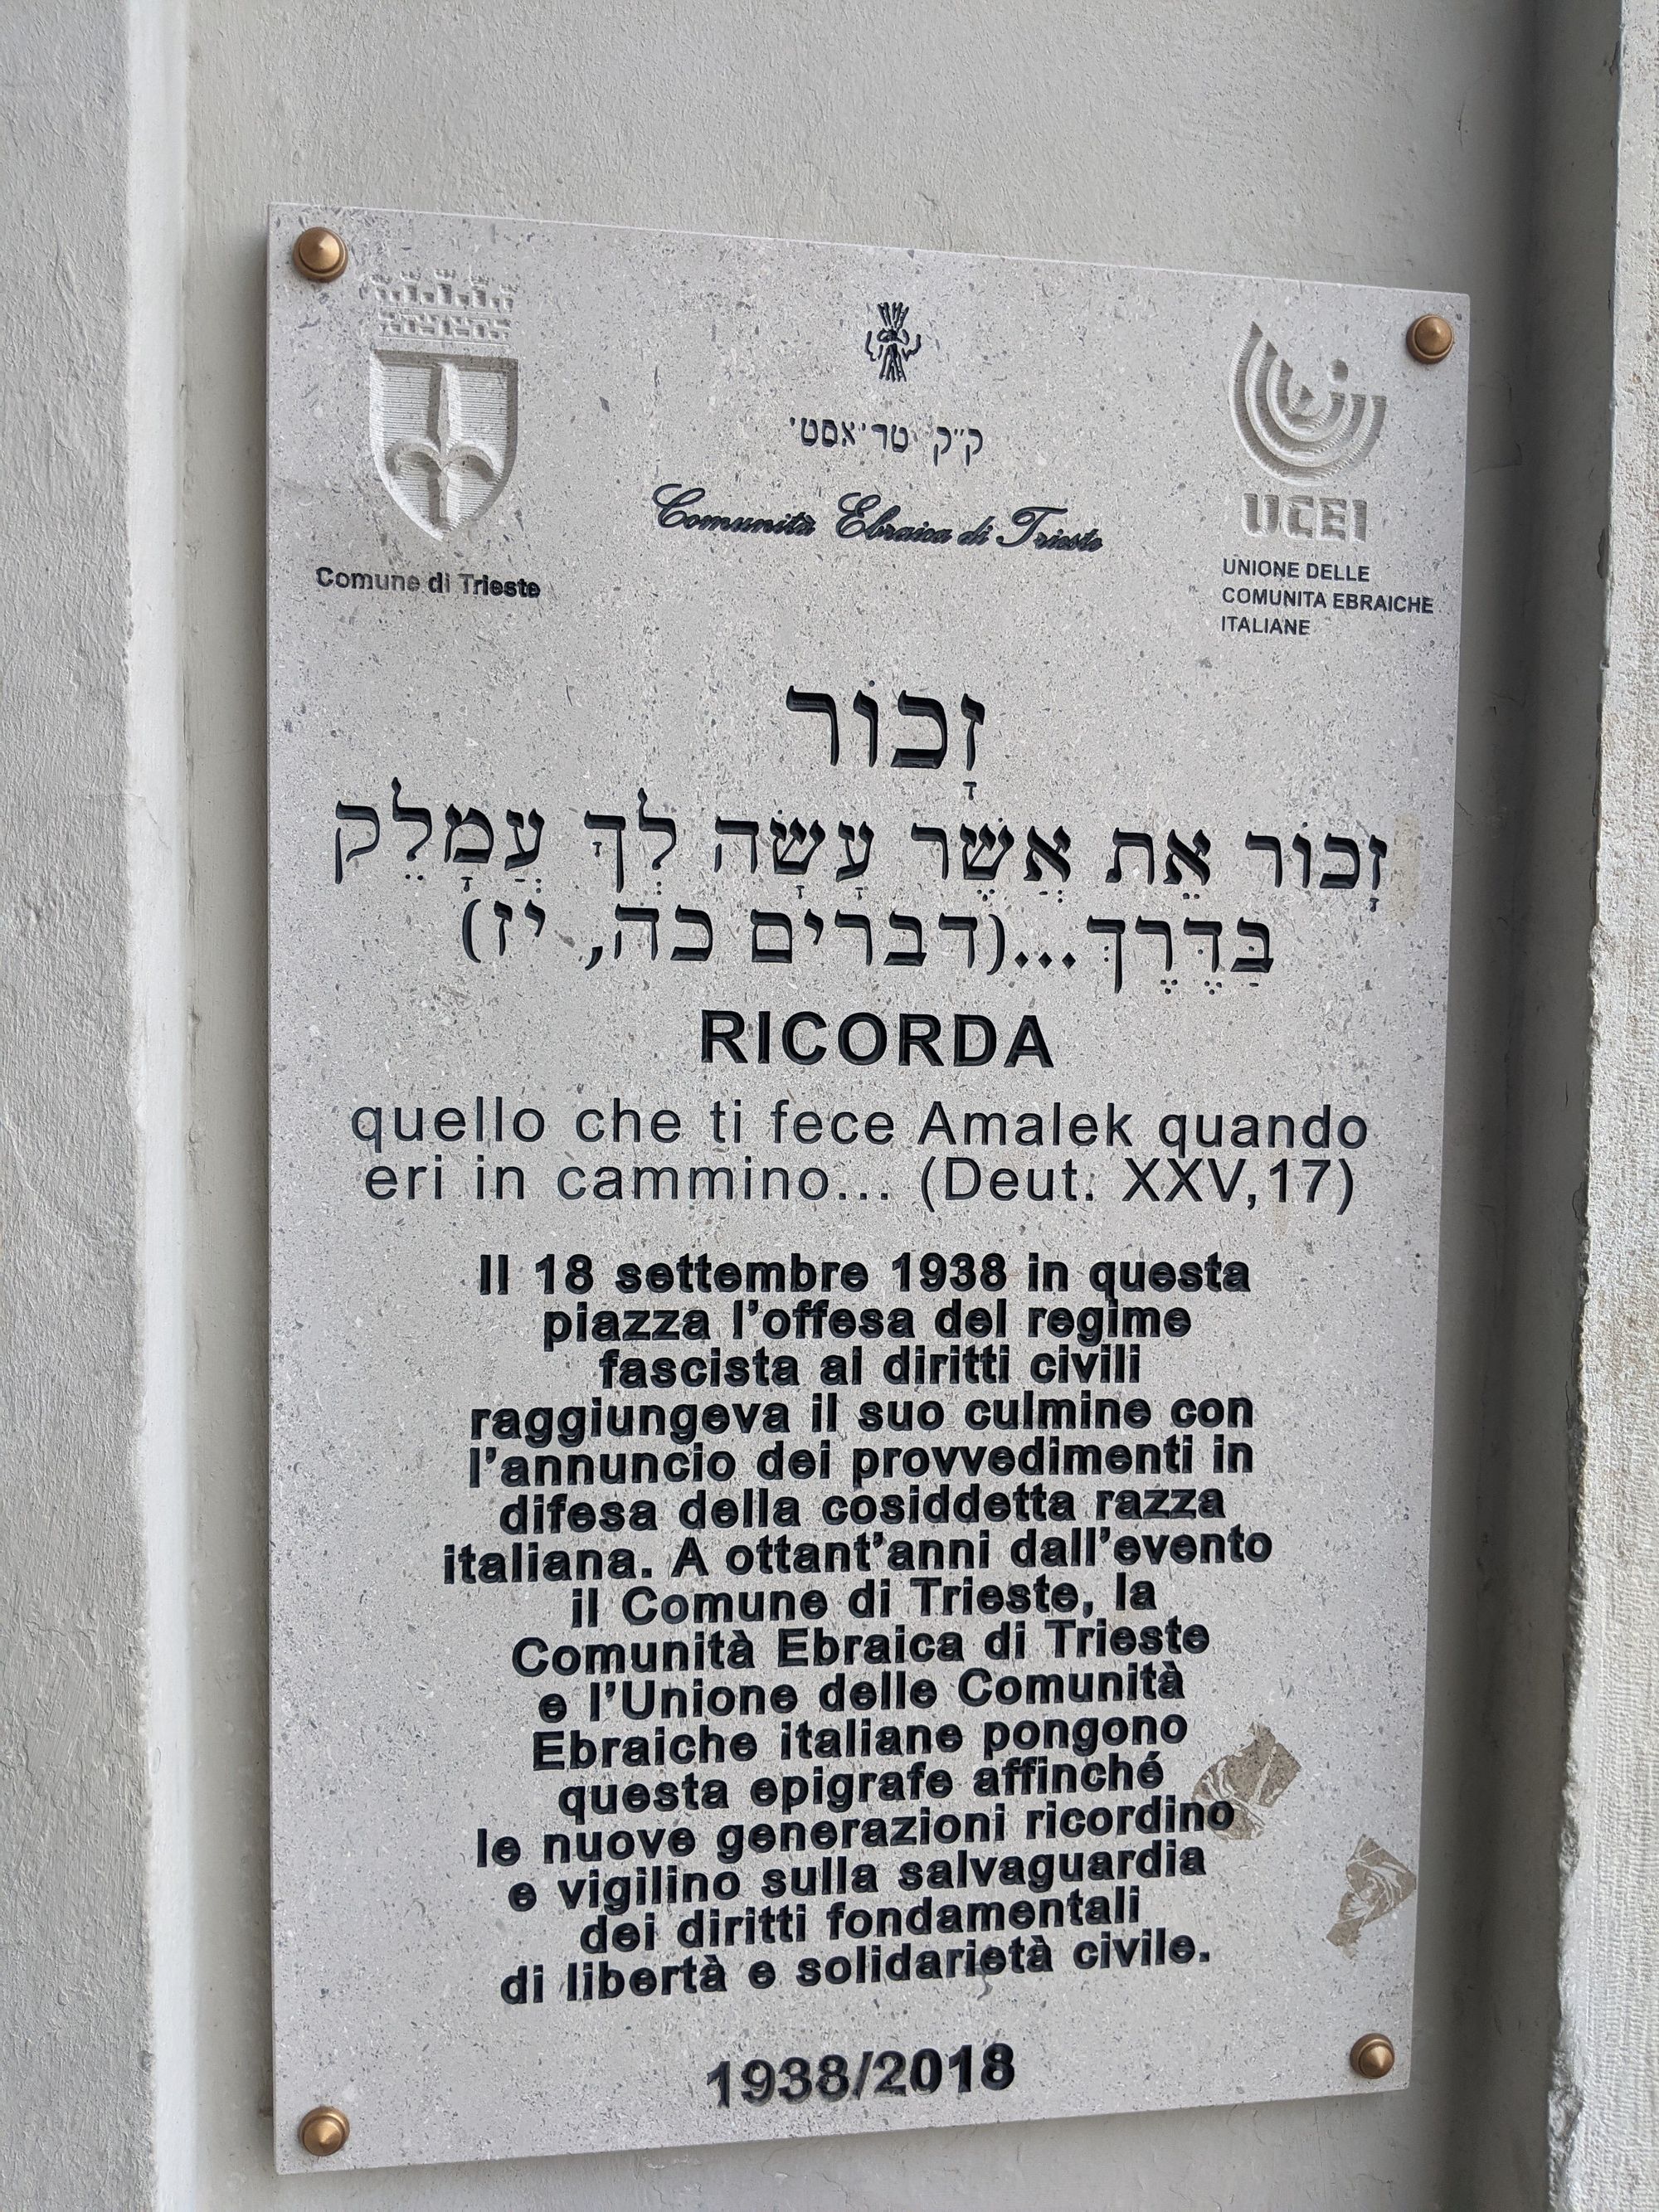 ק״ק טריאסטי
Comunità Ebraica di Trieste
Comune di Trieste
UCEI
UNIONE DELLE
COMUNITA EBRAICHE
ITALIANE
זָכוֹר
זָכוֹר אֵת אֲשֶׁר עָשָׂה לְךָ עֲמָלֵק
בַּדֶּרֶךְ...(דברים כה, יז)
RICORDA
quello che ti fece Amalek quando
eri in cammino... (Deut. XXV,17)
Il 18 settembre 1938 in questa
piazza l'offesa del regime
fascista ai diritti civili
raggiungeva il suo culmine con
l'annuncio dei provvedimenti in
difesa della cosiddetta razza
italiana. A ottant'anni dall'evento
il Comune di Trieste, la
Comunità Ebraica di Trieste
e l'Unione delle Comunità
Ebraiche italiane pongono
questa epigrafe affinché
le nuove generazioni ricordino
e vigilino sulla salvaguardia
dei diritti fondamentali
di libertà e solidarietà civile.
1938/2018